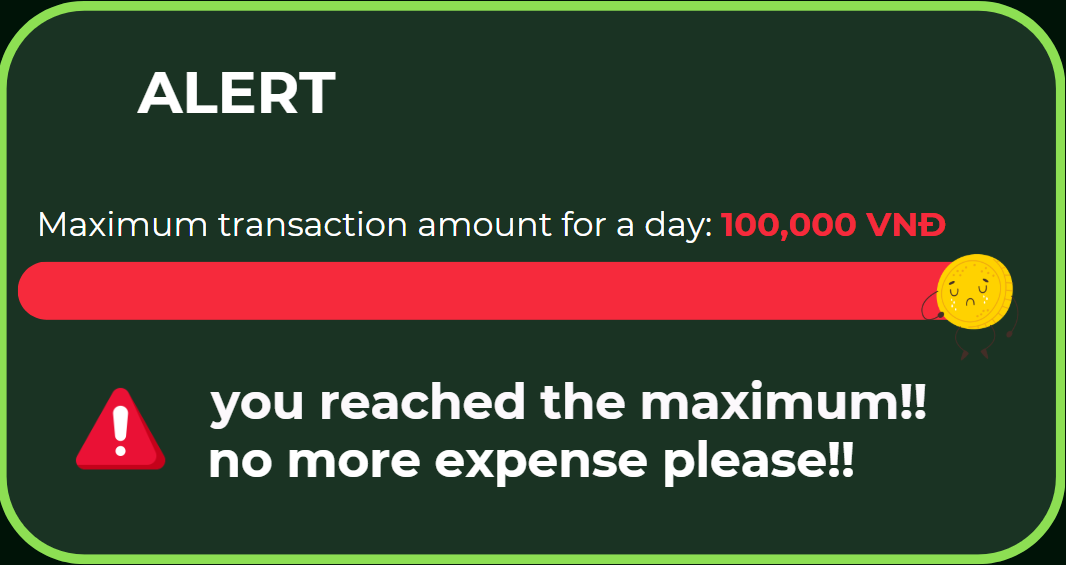 ALERT
Maximum transaction amount for a day: 100,000 VNĐ
you reached the maximum!!
no more expense please!!